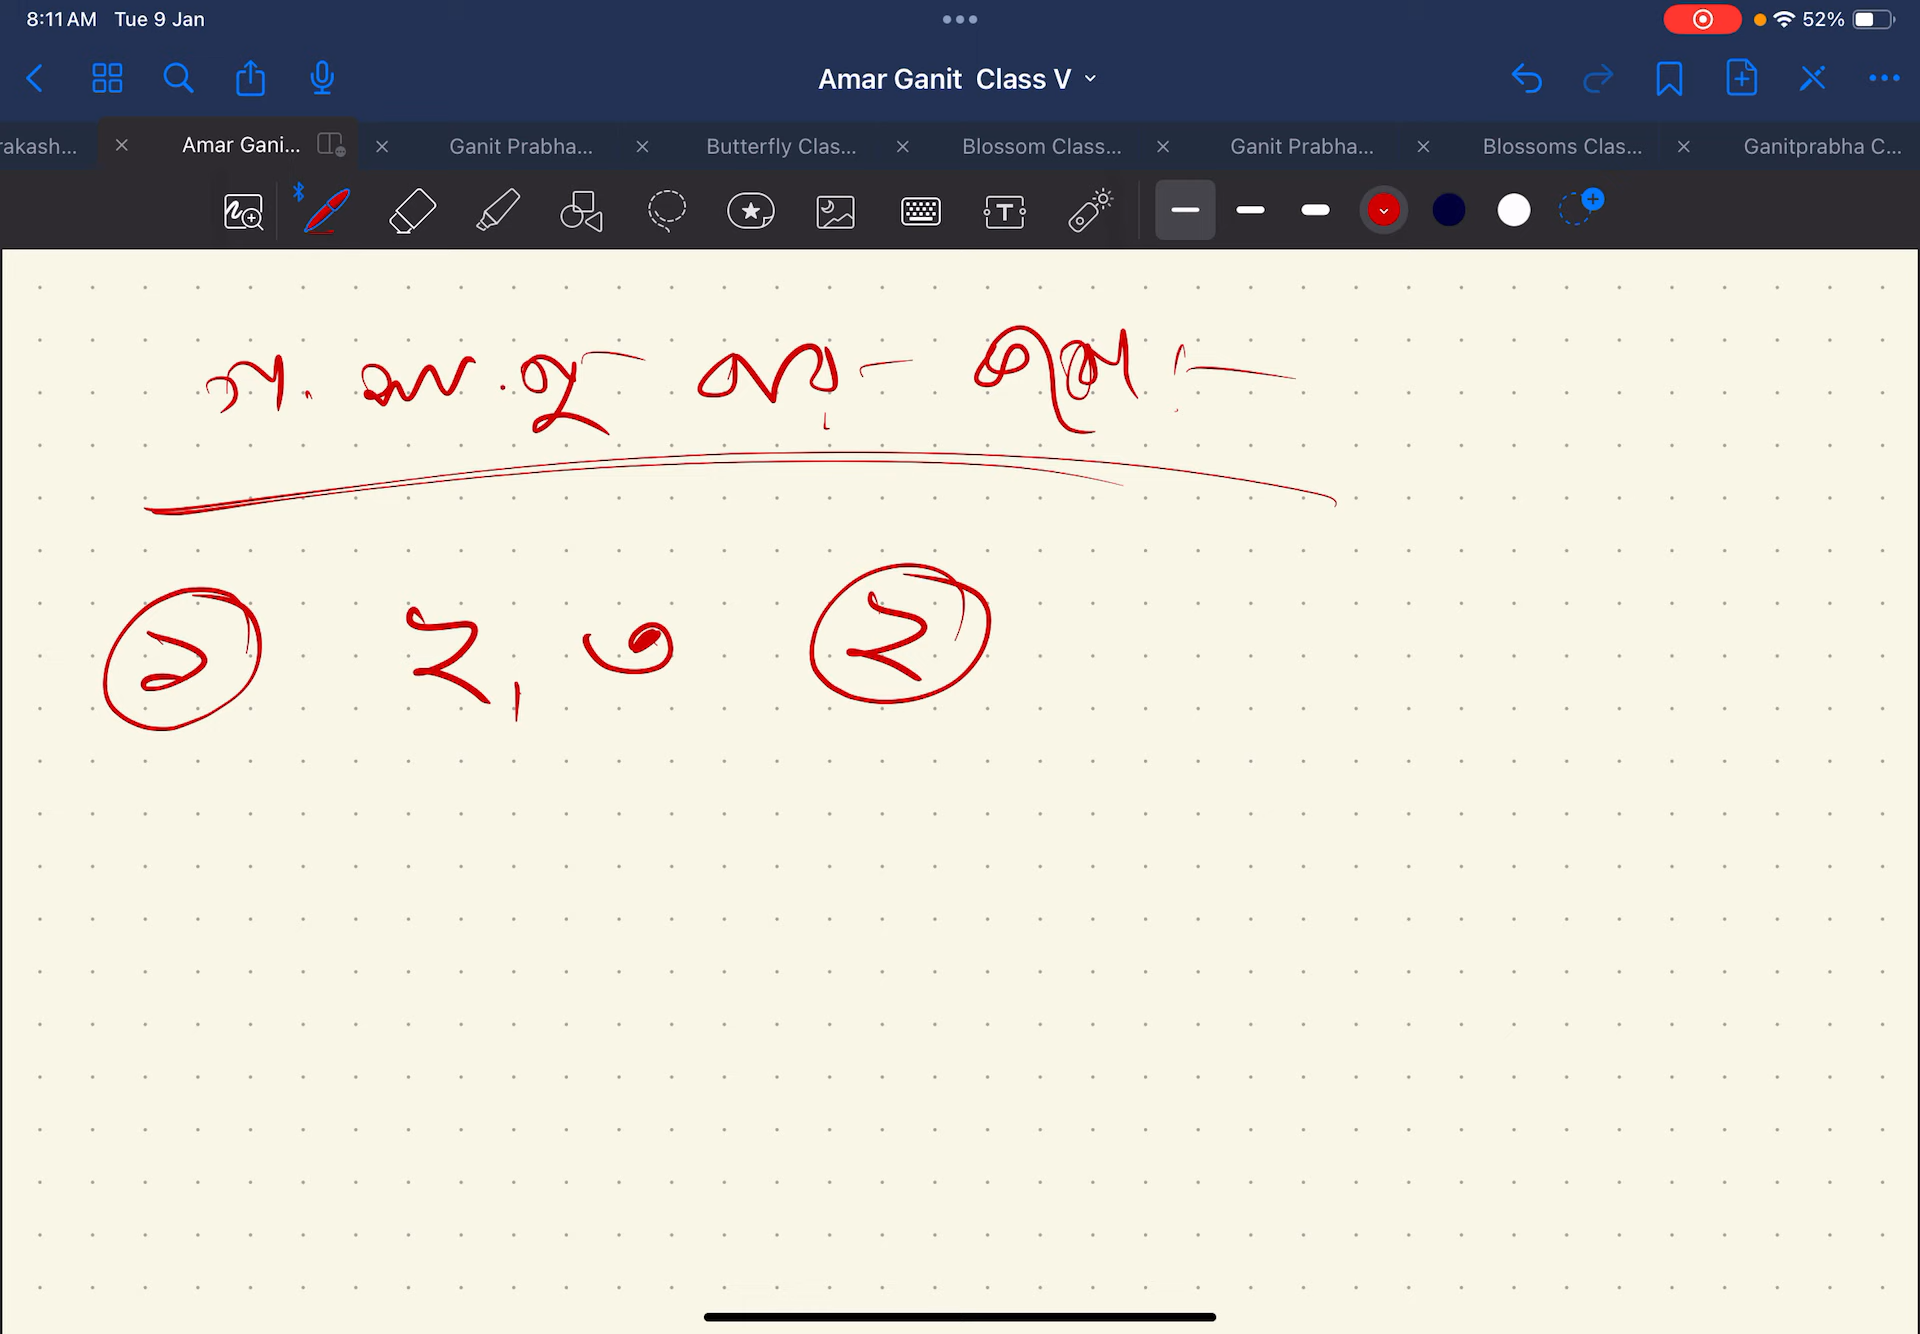 8:11 AM Tue 9 Jan
52%
Amar Ganit Class V
rakash... Amar Gani... Ganit Prabha... Butterfly Clas... Blossom Class... Ganit Prabha... Blossoms Clas... Ganitprabha C...
T
গ. সা. গু
১ ২, ৩ ২